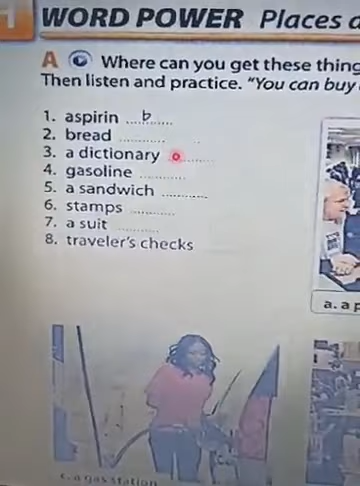 WORD POWER Places
A Where can you get these thing
Then listen and practice. "You can buy
1. aspirin b
2. bread
3. a dictionary
4. gasoline
5. a sandwich
6. stamps
7. a suit
8. traveler's checks
a. a p
c. a gas station